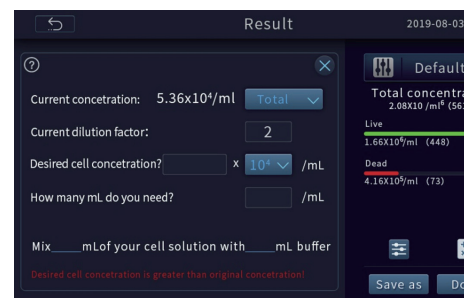 Result
2019-08-03
Current concetration: 5.36x10⁴/ml Total
Current dilution factor: 2
Desired cell concetration? x 10⁴ /mL
How many mL do you need? /mL
Mix____mLof your cell solution with____mL buffer
Desired cell concetration is greater than original concetration!
Default
Total concentra
2.08X10 /ml⁶ (56
Live
1.66X10⁶/ml (448)
Dead
4.16X10⁵/ml (73)
Save as
Do